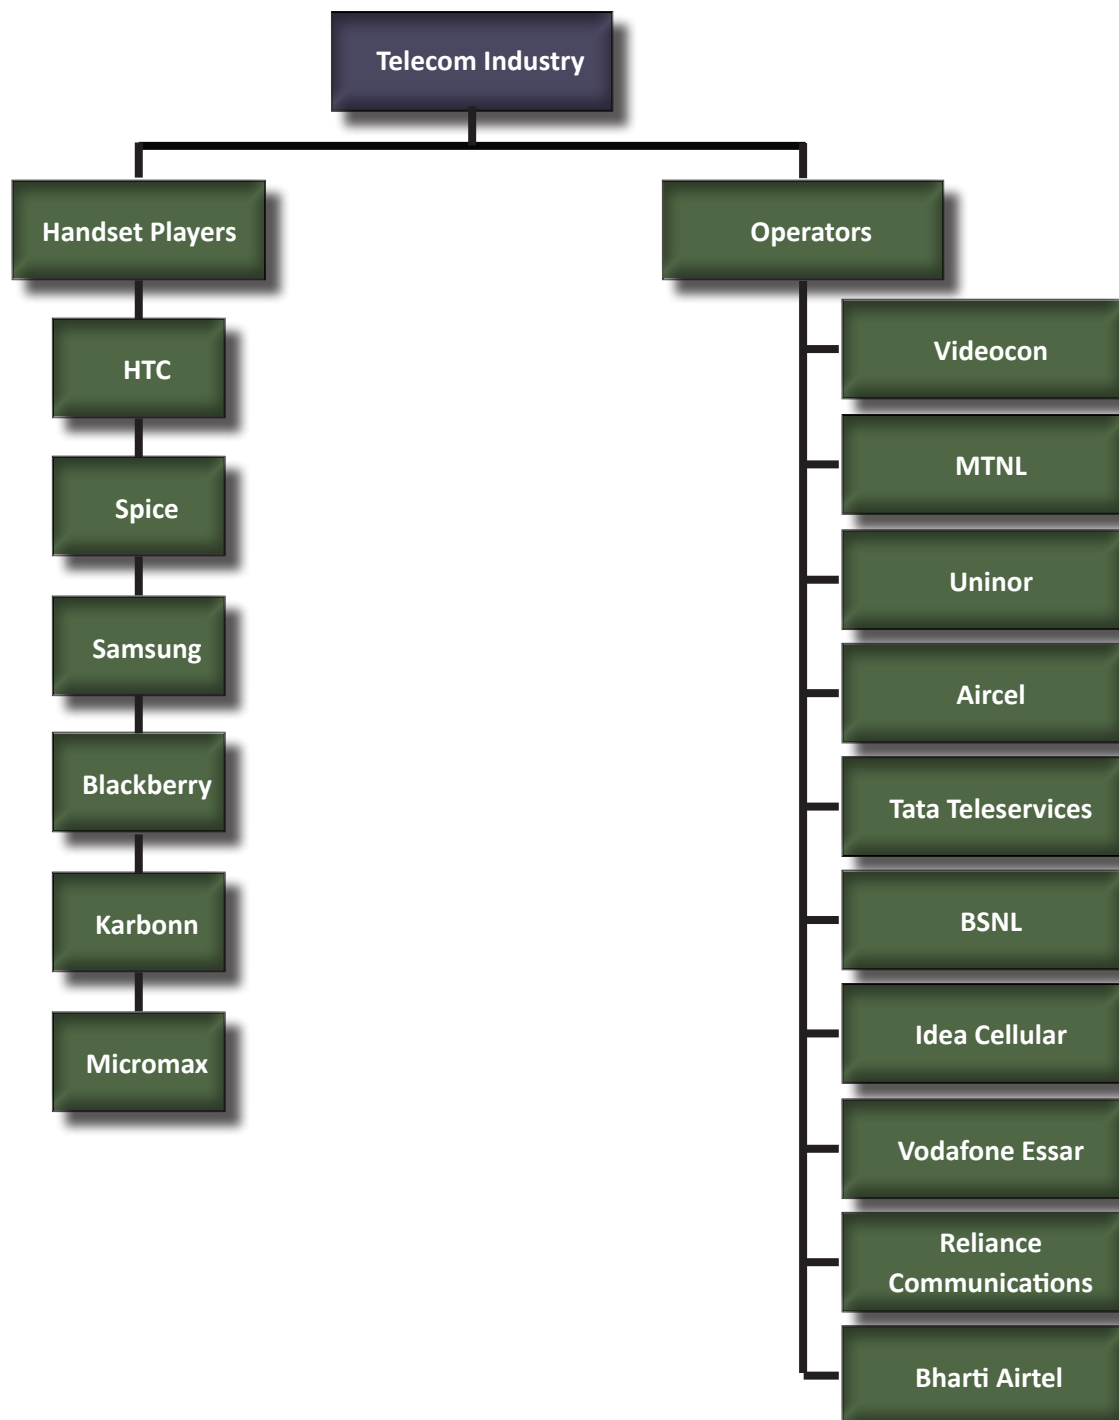 Telecom Industry
Handset Players
Operators
HTC
Spice
Samsung
Blackberry
Karbonn
Micromax
Videocon
MTNL
Uninor
Aircel
Tata Teleservices
BSNL
Idea Cellular
Vodafone Essar
Reliance
Communications
Bharti Airtel